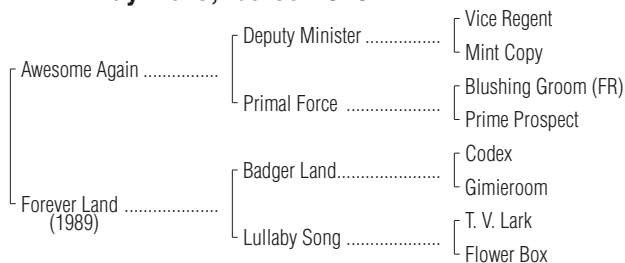 Vice Regent
Deputy Minister ................
Mint Copy
Awesome Again ................
Blushing Groom (FR)
Primal Force ....................
Prime Prospect
Codex
Badger Land......................
Gimieroom
Forever Land ....................
(1989)
T. V. Lark
Lullaby Song ....................
Flower Box